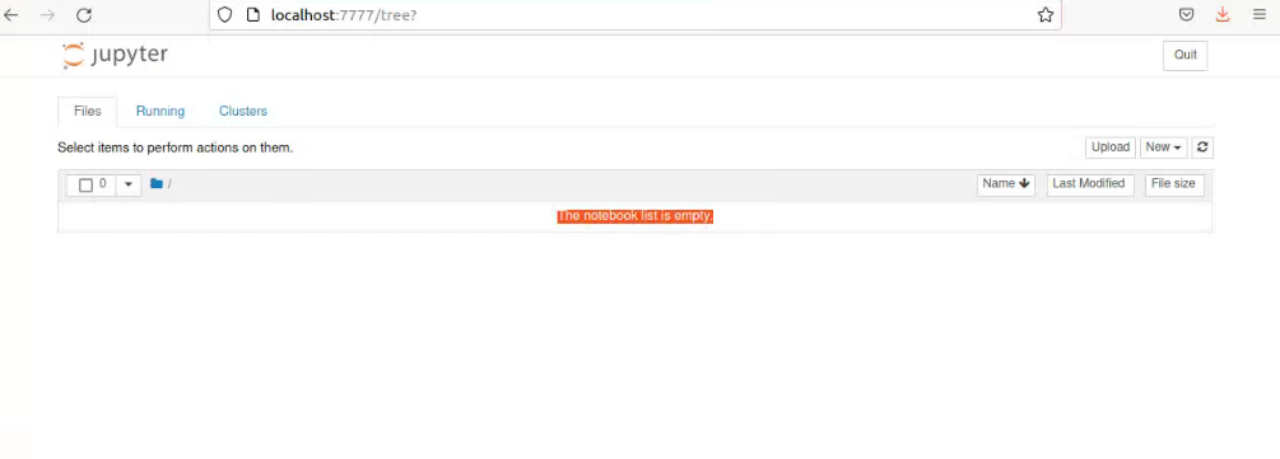 localhost:7777/tree?
jupyter
Quit
Files Running Clusters
Select items to perform actions on them.
Upload New
0 / Name Last Modified File size
The notebook list is empty.